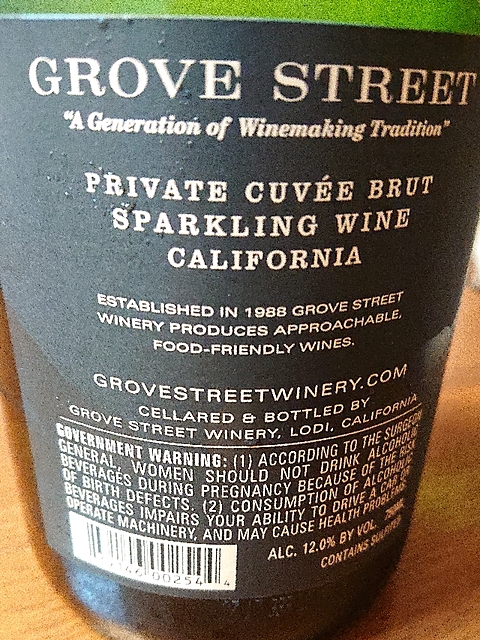 GROVE STREET
"A Generation of Winemaking Tradition"
PRIVATE CUVÉE BRUT
SPARKLING WINE
CALIFORNIA
ESTABLISHED IN 1988 GROVE STREET
WINERY PRODUCES APPROACHABLE,
FOOD-FRIENDLY WINES.
GROVESTREETWINERY.COM
CELLARED & BOTTLED BY
GROVE STREET WINERY, LODI, CALIFORNIA
GOVERNMENT WARNING: (1) ACCORDING TO THE SURGEON
GENERAL, WOMEN SHOULD NOT DRINK ALCOHOLIC
BEVERAGES DURING PREGNANCY BECAUSE OF THE RISK
OF BIRTH DEFECTS. (2) CONSUMPTION OF ALCOHOLIC
BEVERAGES IMPAIRS YOUR ABILITY TO DRIVE A CAR OR
OPERATE MACHINERY, AND MAY CAUSE HEALTH PROBLEMS.
ALC. 12.0% BY VOL. 750ML
CONTAINS SULFITES
00254 4